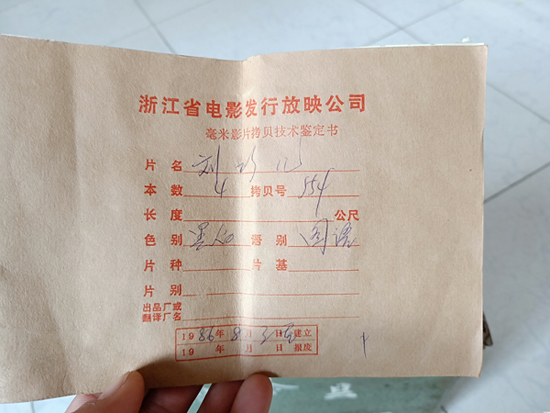 浙江省电影发行放映公司
毫米影片拷贝技术鉴定书
片名 刘
本数 4 拷贝号 554
长度 公尺
色别 黑白 语别 国语
片种 片基
片别
出品厂或
翻译厂名
1986年8月3日建立
19 年 月 日报废